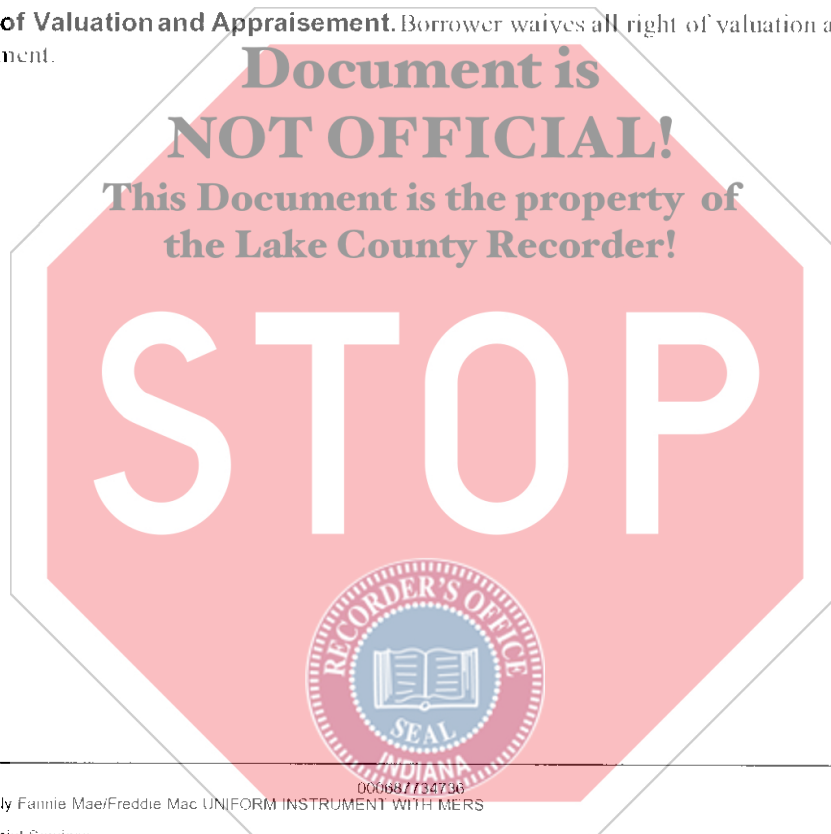 of Valuation and Appraisement. Borrower waives all right of valuation a
ment.
Document is
NOT OFFICIAL!
This Document is the property of
the Lake County Recorder!
STOP
RECORDER'S OFFICE
SEAL
INDIANA
000687734736
ly Fannie Mae/Freddie Mac UNIFORM INSTRUMENT WITH MERS